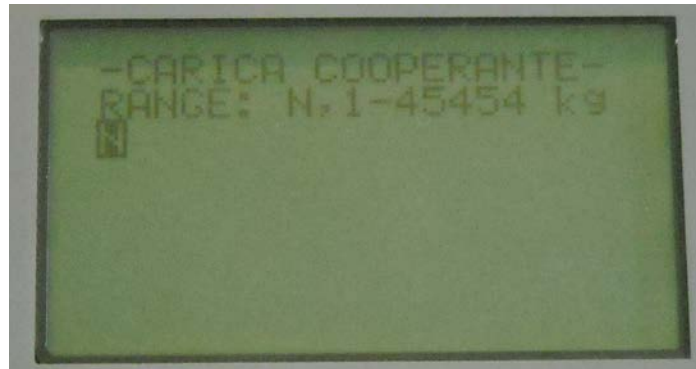 -CARICA COOPERANTE-
RANGE: N,1-45454 kg
N